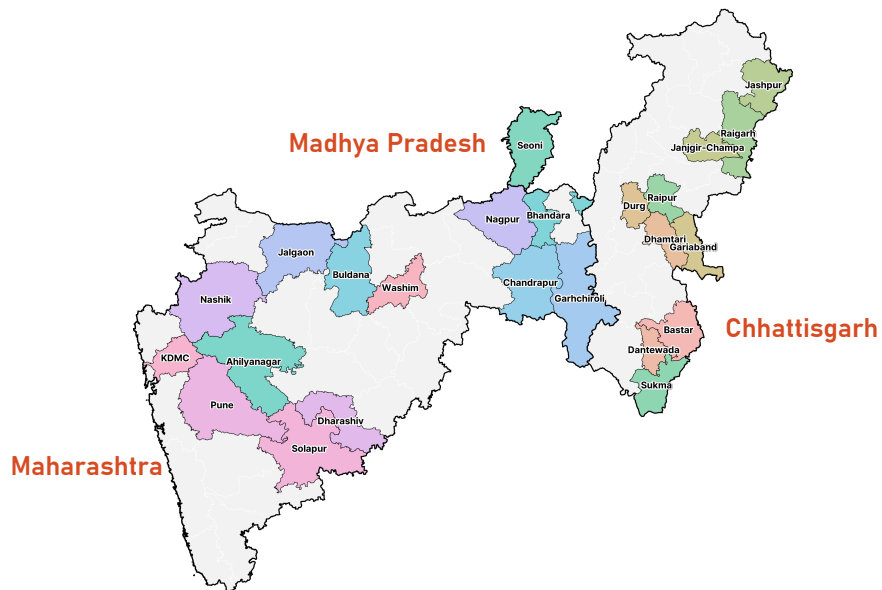 Jashpur
Raigarh
Madhya Pradesh
Seoni
Janjgir-Champa
Raipur
Durg
Nagpur
Bhandara
Dhamtari
Gariaband
Jalgaon
Buldana
Chandrapur
Washim
Garhchiroli
Nashik
Chhattisgarh
Bastar
Dantewada
KDMC
Ahilyanagar
Sukma
Pune
Dharashiv
Solapur
Maharashtra